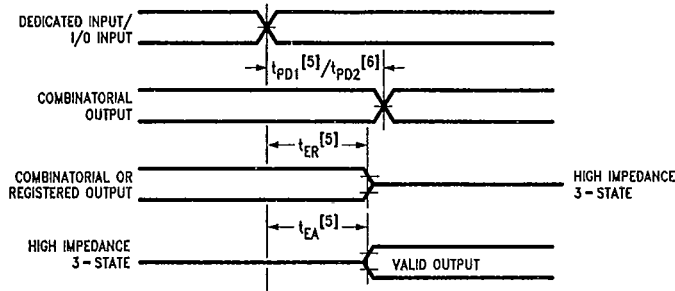 DEDICATED INPUT/
I/O INPUT
tPD1[5]/tPD2[6]
COMBINATORIAL
OUTPUT
tER[5]
COMBINATORIAL OR
REGISTERED OUTPUT
HIGH IMPEDANCE
3-STATE
tEA[5]
HIGH IMPEDANCE
3-STATE
VALID OUTPUT